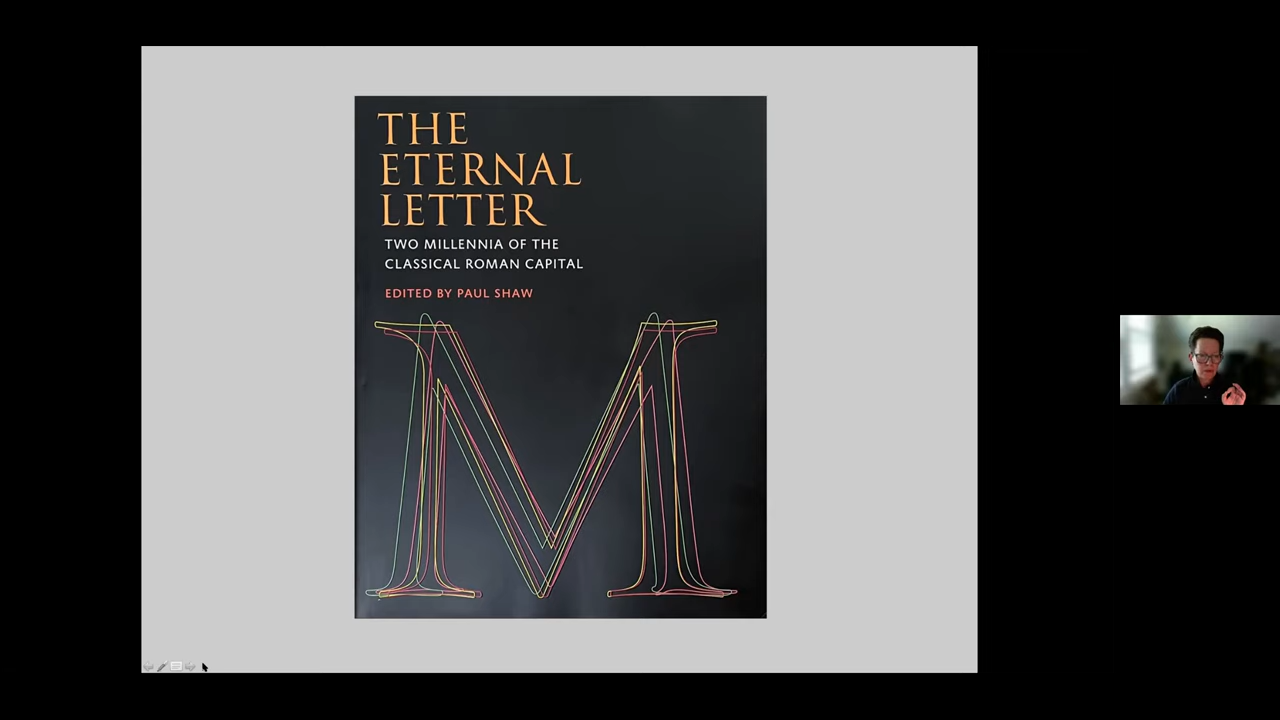 THE
ETERNAL
LETTER
TWO MILLENNIA OF THE
CLASSICAL ROMAN CAPITAL
EDITED BY PAUL SHAW
M